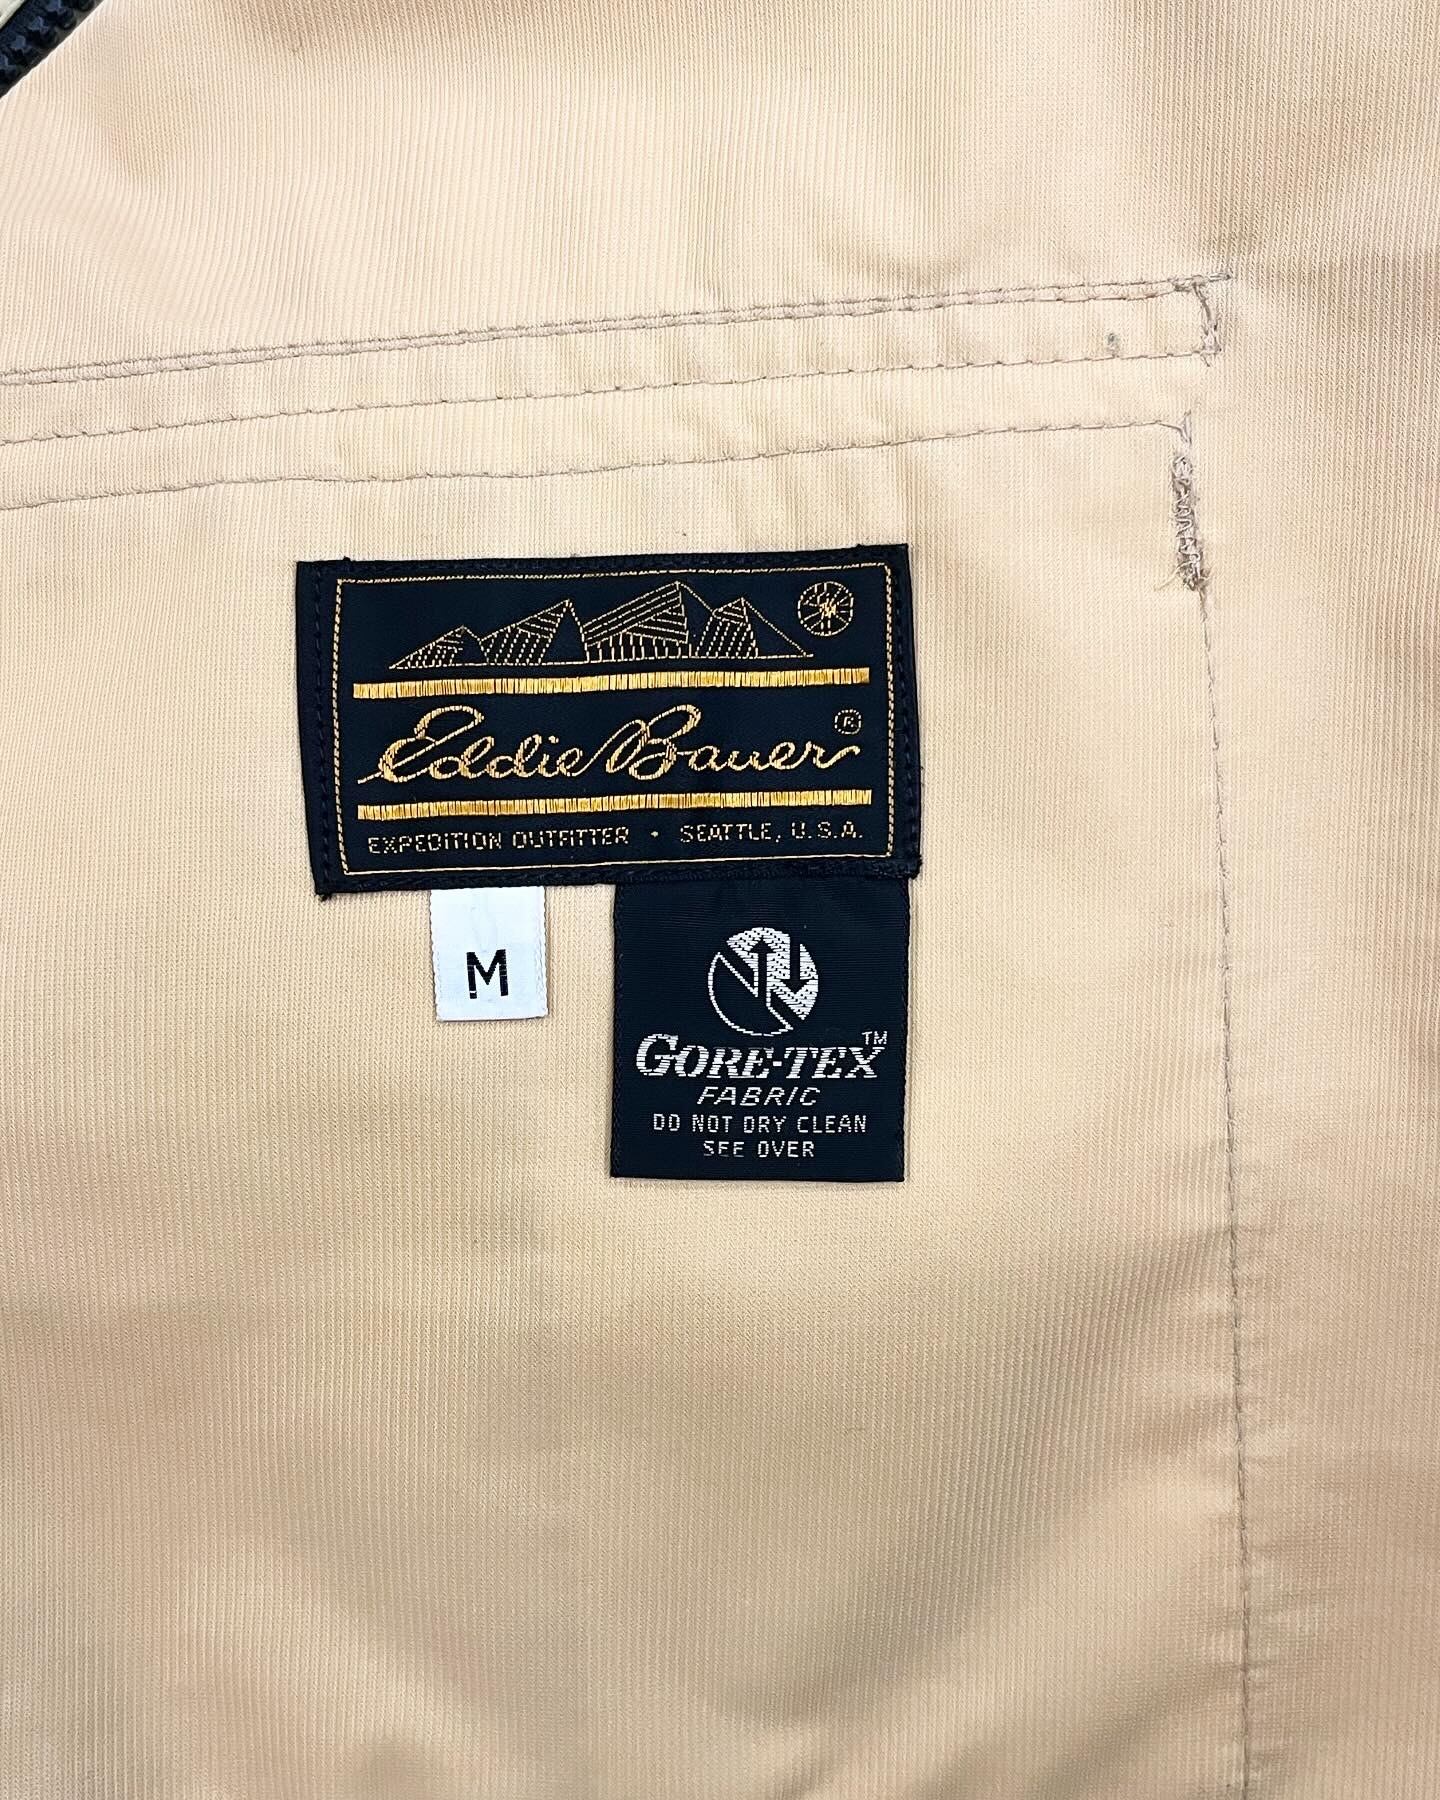 Eddie Bauer ®
EXPEDITION OUTFITTER • SEATTLE, U.S.A.
M
GORE-TEX™
FABRIC
DO NOT DRY CLEAN
SEE OVER